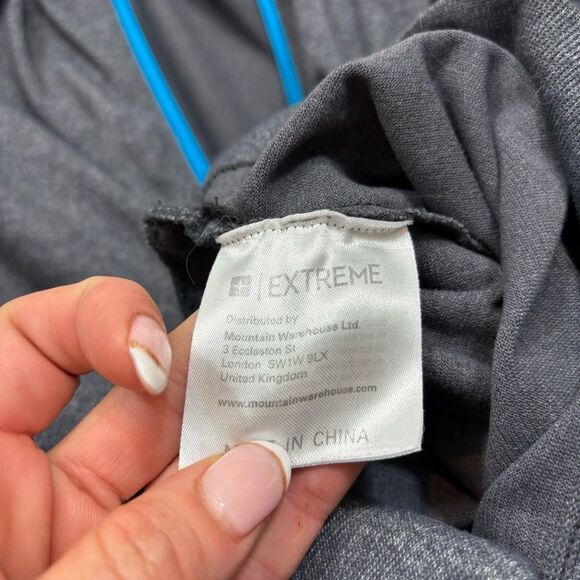 EXTREME
Distributed by
Mountain Warehouse Ltd.
3 Eccleston St
London SW1W 9LX
United Kingdom
www.mountainwarehouse.com
IN CHINA